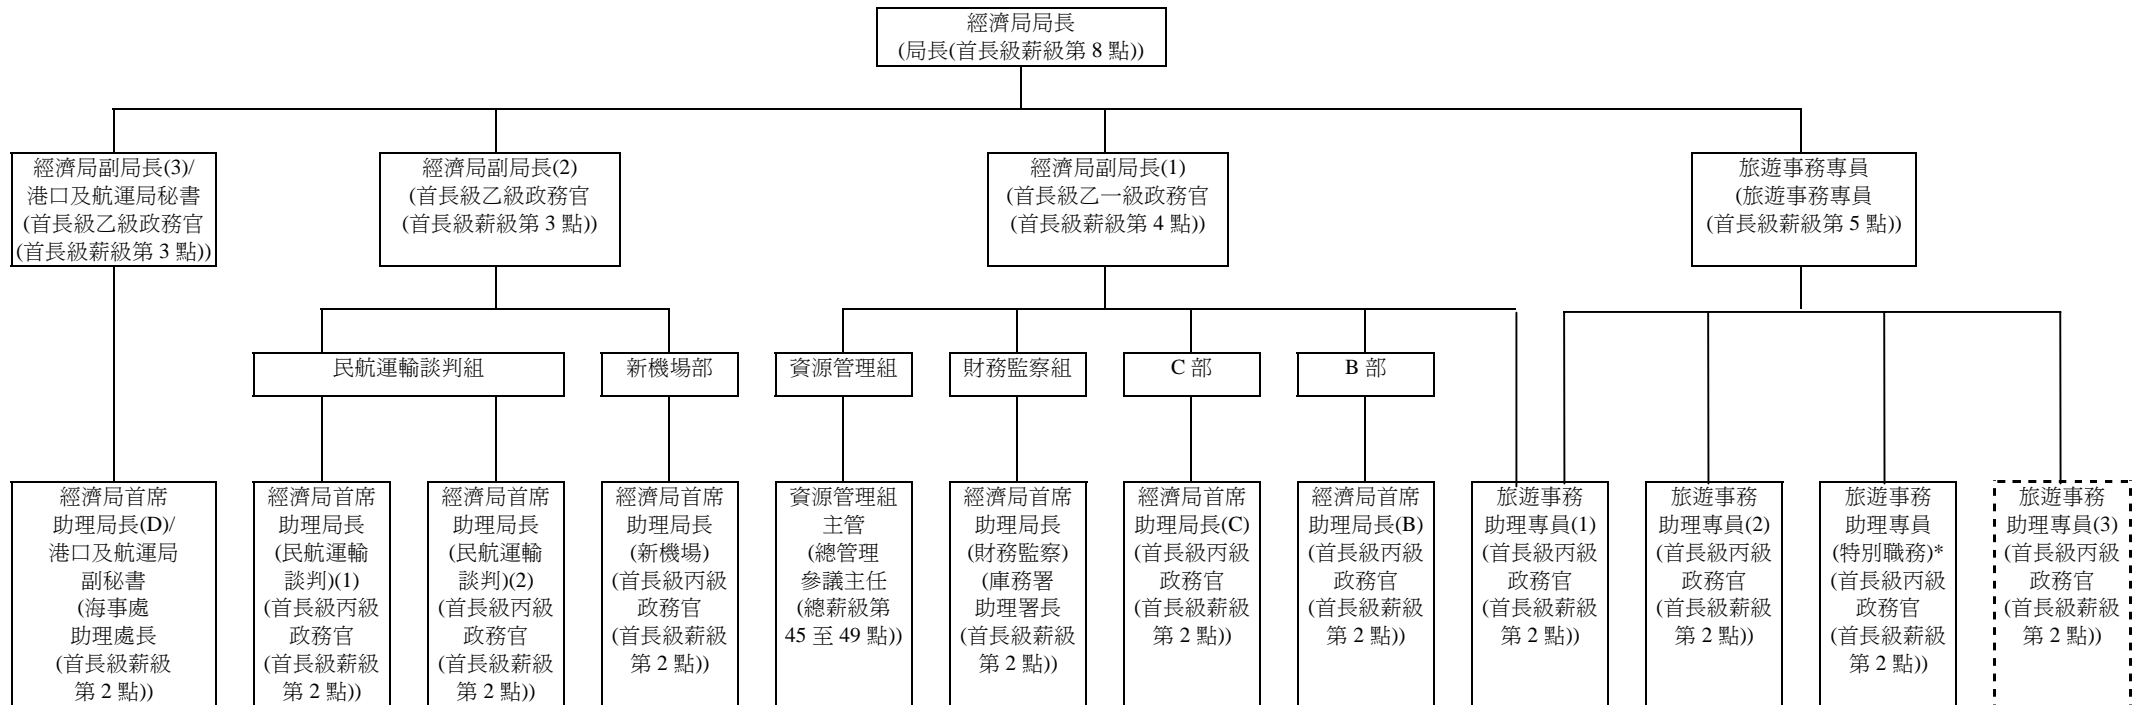 經濟局局長
(局長(首長級薪級第 8 點))
經濟局副局長(3)/
港口及航運局秘書
(首長級乙級政務官
(首長級薪級第 3 點))
經濟局副局長(2)
(首長級乙級政務官
(首長級薪級第 3 點))
經濟局副局長(1)
(首長級乙一級政務官
(首長級薪級第 4 點))
旅遊事務專員
(旅遊事務專員
(首長級薪級第 5 點))
民航運輸談判組
新機場部
資源管理組
財務監察組
C 部
B 部
經濟局首席
助理局長(D)/
港口及航運局
副秘書
(海事處
助理處長
(首長級薪級
第 2 點))
經濟局首席
助理局長
(民航運輸
談判)(1)
(首長級丙級
政務官
(首長級薪級
第 2 點))
經濟局首席
助理局長
(民航運輸
談判)(2)
(首長級丙級
政務官
(首長級薪級
第 2 點))
經濟局首席
助理局長
(新機場)
(首長級丙級
政務官
(首長級薪級
第 2 點))
資源管理組
主管
(總管理
參議主任
(總薪級第
45 至 49 點))
經濟局首席
助理局長
(財務監察)
(庫務署
助理署長
(首長級薪級
第 2 點))
經濟局首席
助理局長(C)
(首長級丙級
政務官
(首長級薪級
第 2 點))
經濟局首席
助理局長(B)
(首長級丙級
政務官
(首長級薪級
第 2 點))
旅遊事務
助理專員(1)
(首長級丙級
政務官
(首長級薪級
第 2 點))
旅遊事務
助理專員(2)
(首長級丙級
政務官
(首長級薪級
第 2 點))
旅遊事務
助理專員
(特別職務)*
(首長級丙級
政務官
(首長級薪級
第 2 點))
旅遊事務
助理專員(3)
(首長級丙級
政務官
(首長級薪級
第 2 點))